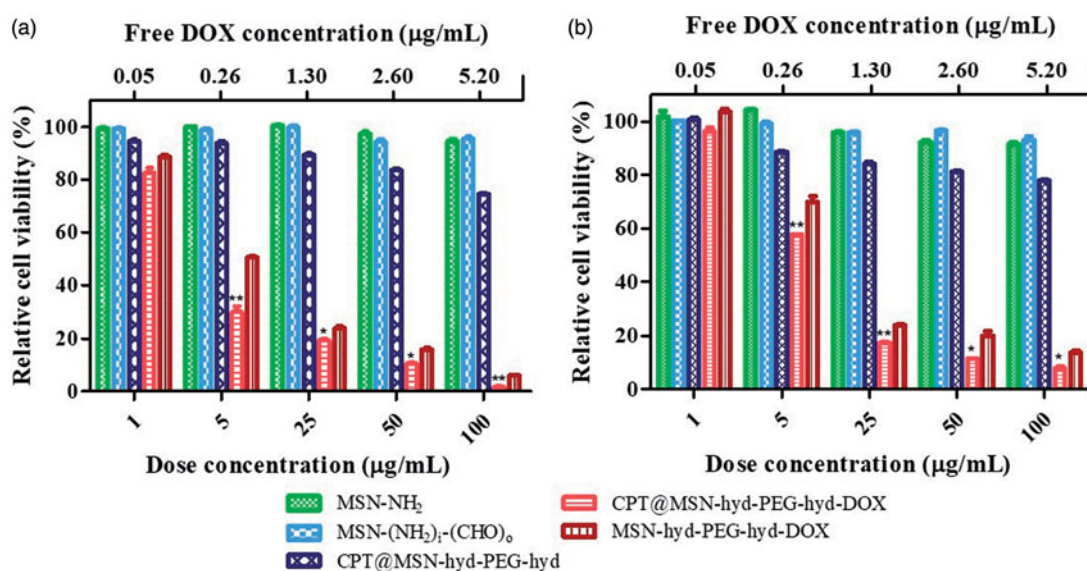 (a)
Free DOX concentration (μg/mL)
0.05 0.26 1.30 2.60 5.20
Relative cell viability (%)
100
80
60
40
20
0
**
*
*
**
1 5 25 50 100
Dose concentration (μg/mL)
(b)
Free DOX concentration (μg/mL)
0.05 0.26 1.30 2.60 5.20
Relative cell viability (%)
100
80
60
40
20
0
**
**
*
*
1 5 25 50 100
Dose concentration (μg/mL)
MSN-NH₂
MSN-(NH₂)ᵢ-(CHO)ₒ
CPT@MSN-hyd-PEG-hyd
CPT@MSN-hyd-PEG-hyd-DOX
MSN-hyd-PEG-hyd-DOX